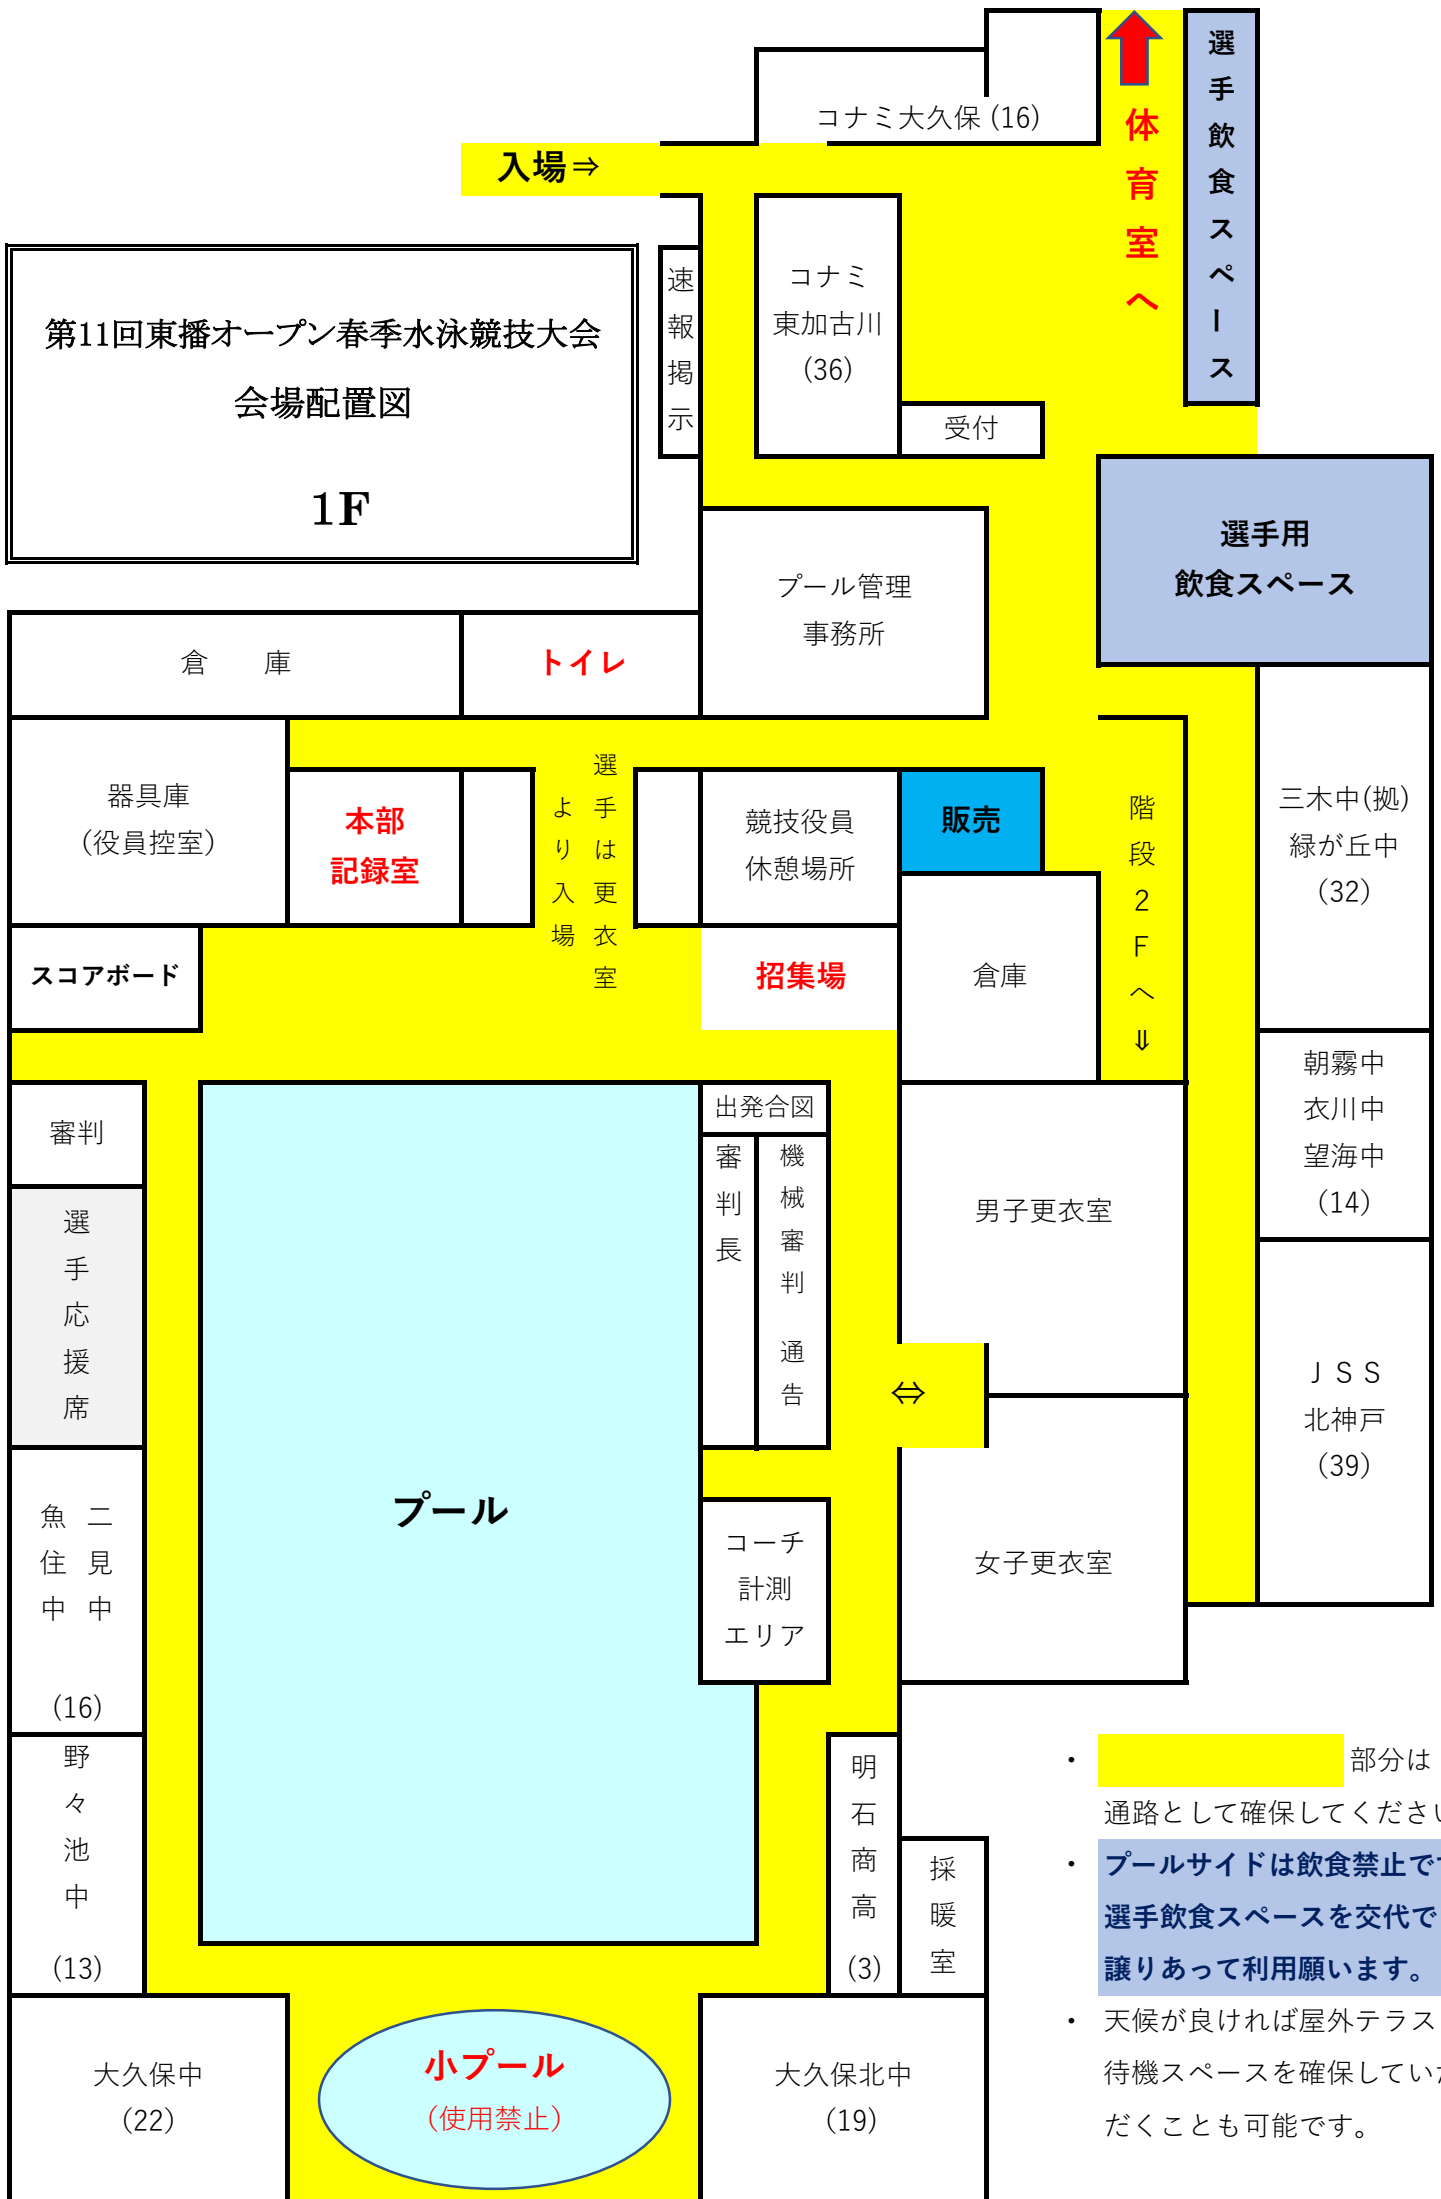 体育室へ
選手飲食スペース
コナミ大久保 (16)
入場⇒
第11回東播オープン春季水泳競技大会
会場配置図
1F
速報掲示
コナミ
東加古川
(36)
受付
選手用
飲食スペース
プール管理
事務所
倉　庫
トイレ
器具庫
(役員控室)
本部
記録室
選手は更衣室
より入場
競技役員
休憩場所
販売
階段２Ｆへ⇓
三木中(拠)
緑が丘中
(32)
スコアボード
招集場
倉庫
朝霧中
衣川中
望海中
(14)
審判
出発合図
審判長
機械審判　通告
男子更衣室
選手応援席
⇔
ＪＳＳ
北神戸
(39)
プール
二見中
魚住中
(16)
コーチ
計測
エリア
女子更衣室
野々池中
(13)
明石商高
(3)
採暖室
・　部分は
通路として確保してください
・ プールサイドは飲食禁止です
選手飲食スペースを交代で
譲りあって利用願います。
・ 天候が良ければ屋外テラス
待機スペースを確保していた
だくことも可能です。
大久保中
(22)
小プール
(使用禁止)
大久保北中
(19)